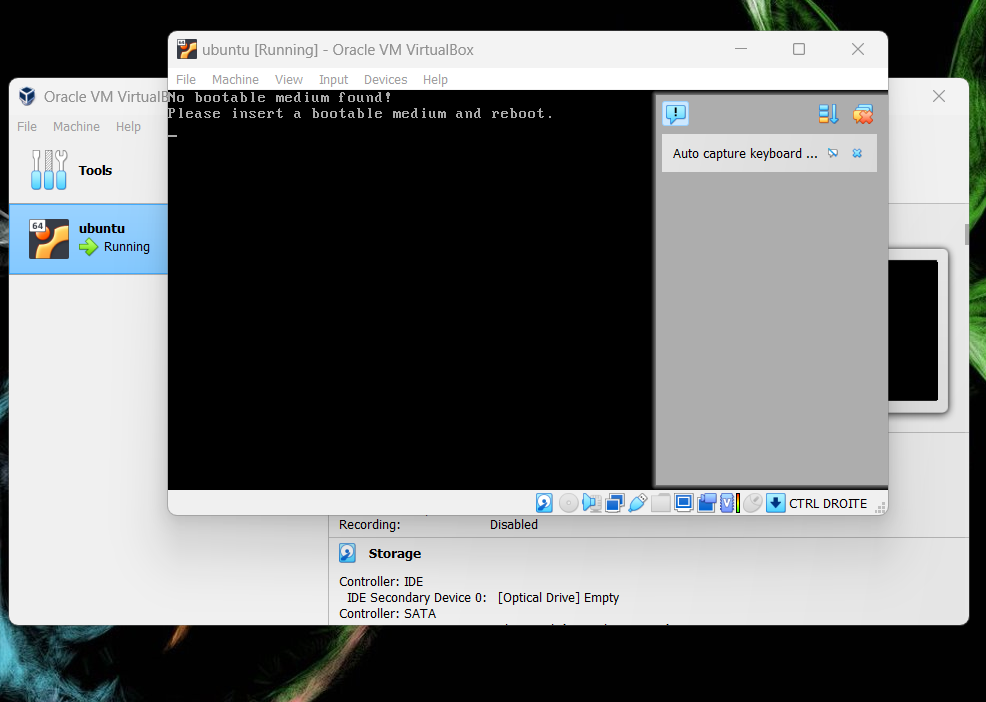 ubuntu [Running] - Oracle VM VirtualBox
File Machine View Input Devices Help
No bootable medium found!
Please insert a bootable medium and reboot.
Auto capture keyboard ...
CTRL DROITE
Oracle VM VirtualB
File Machine Help
Tools
64
ubuntu
Running
Recording: Disabled
Storage
Controller: IDE
IDE Secondary Device 0: [Optical Drive] Empty
Controller: SATA